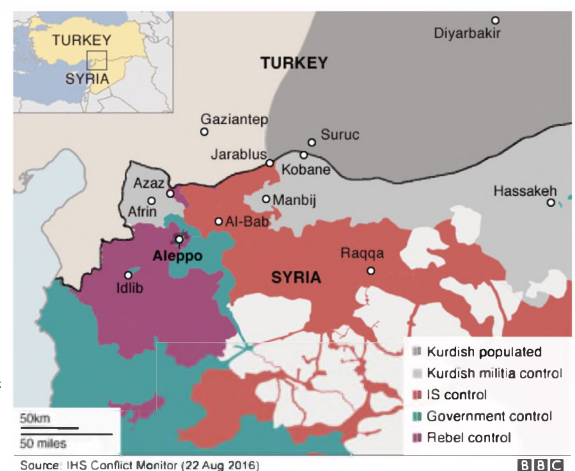 TURKEY
SYRIA
Diyarbakir
TURKEY
Gaziantep
Suruc
Jarablus
Kobane
Azaz
Hassakeh
Manbij
Afrin
Al-Bab
Aleppo
Raqqa
Idlib
SYRIA
Kurdish populated
Kurdish militia control
IS control
Government control
Rebel control
50km
50 miles
Source: IHS Conflict Monitor (22 Aug 2016)
BBC